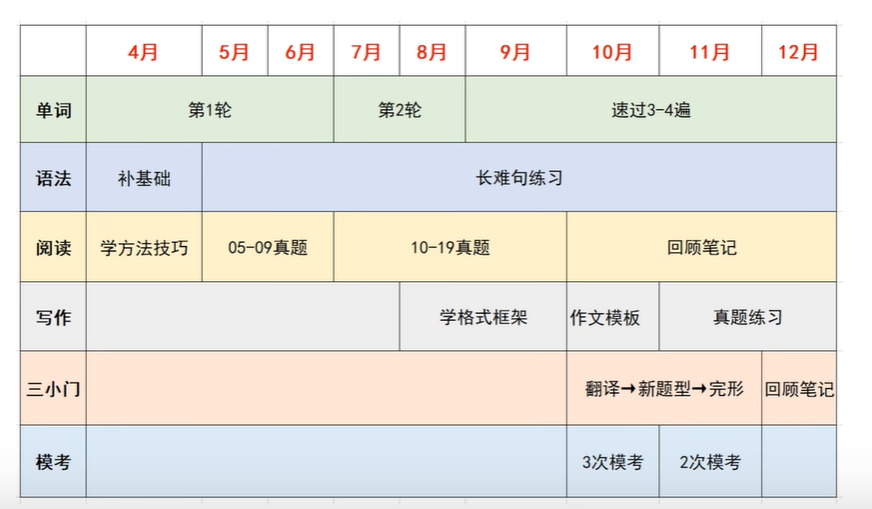 4月 5月 6月 7月 8月 9月 10月 11月 12月
单词 第1轮 第2轮 速过3-4遍
语法 补基础 长难句练习
阅读 学方法技巧 05-09真题 10-19真题 回顾笔记
写作 学格式框架 作文模板 真题练习
三小门 翻译→新题型→完形 回顾笔记
模考 3次模考 2次模考